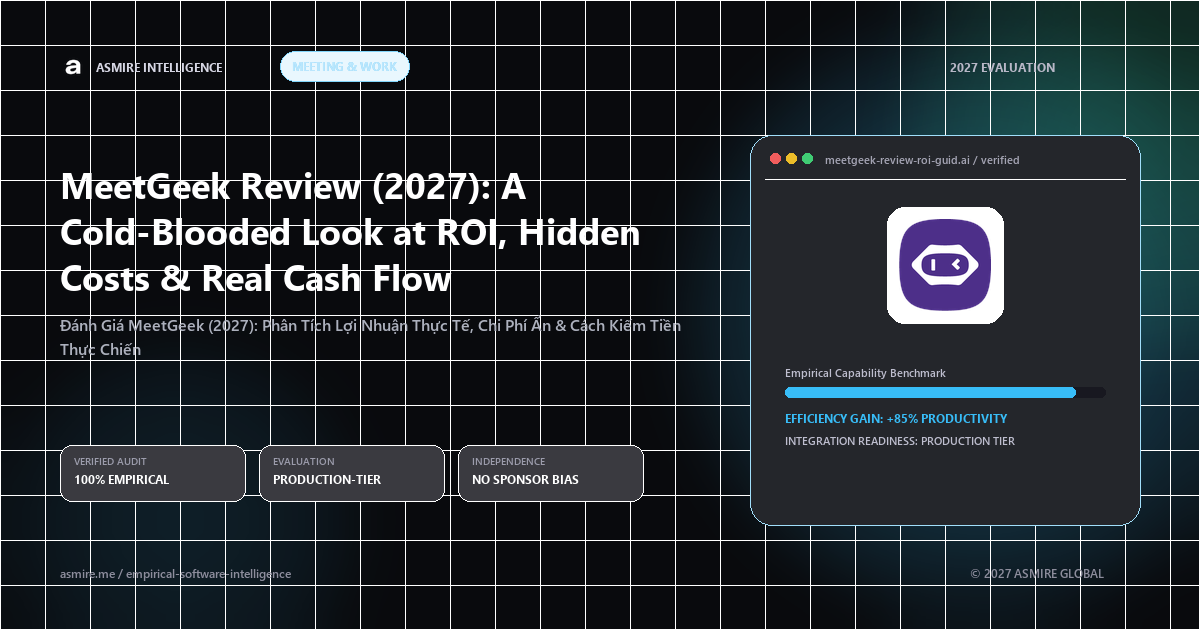 a ASMIRE INTELLIGENCE
MEETING & WORK
2027 EVALUATION
MeetGeek Review (2027): A
Cold-Blooded Look at ROI, Hidden
Costs & Real Cash Flow
Đánh Giá MeetGeek (2027): Phân Tích Lợi Nhuận Thực Tế, Chi Phí Ẩn & Cách Kiếm Tiền
Thực Chiến
VERIFIED AUDIT
100% EMPIRICAL
EVALUATION
PRODUCTION-TIER
INDEPENDENCE
NO SPONSOR BIAS
meetgeek-review-roi-guid.ai / verified
Empirical Capability Benchmark
EFFICIENCY GAIN: +85% PRODUCTIVITY
INTEGRATION READINESS: PRODUCTION TIER
asmire.me / empirical-software-intelligence
© 2027 ASMIRE GLOBAL